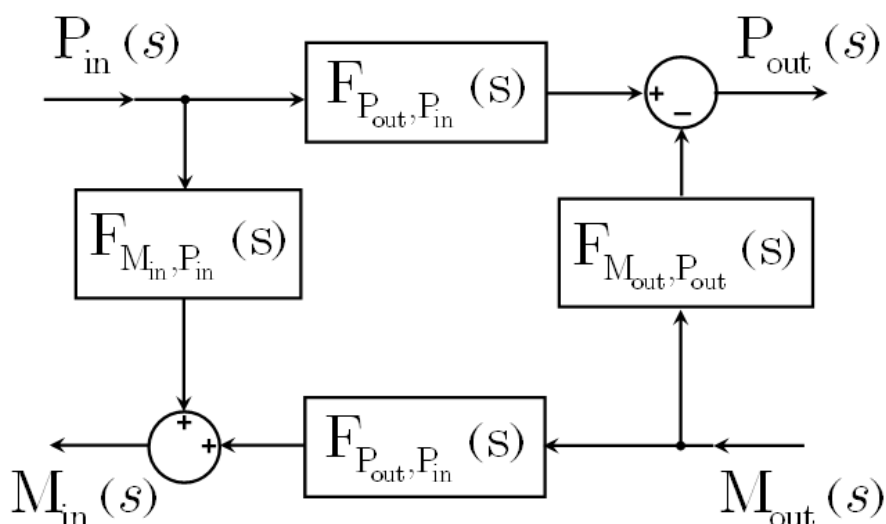 P_in (s)
F_P_out,P_in (s)
P_out (s)
+
−
F_M_in,P_in (s)
F_M_out,P_out (s)
+
+
F_P_out,P_in (s)
M_in (s)
M_out (s)